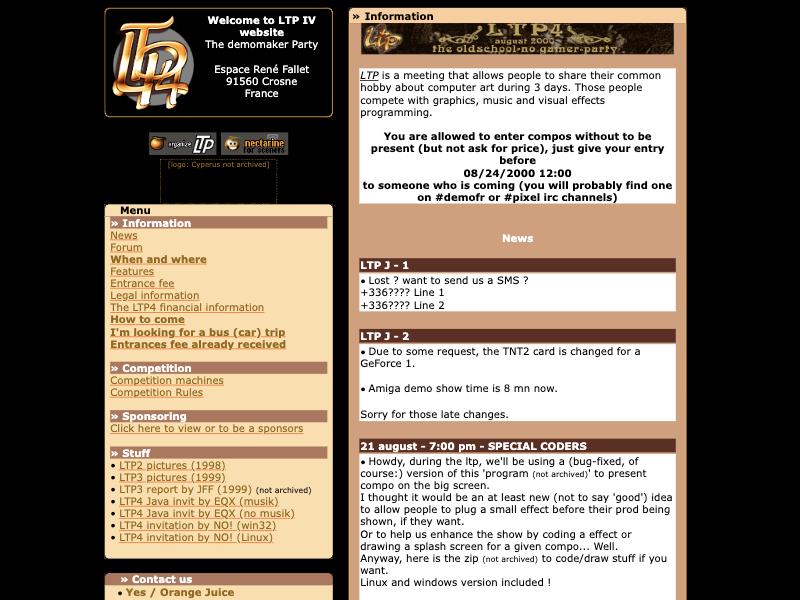 LTP4
Welcome to LTP IV
website
The demomaker Party
Espace René Fallet
91560 Crosne
France
organize LTP
nectarine
for sceners
[logo: Cyperus not archived]
Menu
» Information
News
Forum
When and where
Features
Entrance fee
Legal information
The LTP4 financial information
How to come
I'm looking for a bus (car) trip
Entrances fee already received
» Competition
Competition machines
Competition Rules
» Sponsoring
Click here to view or to be a sponsors
» Stuff
• LTP2 pictures (1998)
• LTP3 pictures (1999)
• LTP3 report by JFF (1999) (not archived)
• LTP4 Java invit by EQX (musik)
• LTP4 Java invit by EQX (no musik)
• LTP4 invitation by NO! (win32)
• LTP4 invitation by NO! (Linux)
» Contact us
• Yes / Orange Juice
» Information
Ltp LTP4
august 2000
the oldschool-no gamer-party
LTP is a meeting that allows people to share their common
hobby about computer art during 3 days. Those people
compete with graphics, music and visual effects
programming.
You are allowed to enter compos without to be
present (but not ask for price), just give your entry
before
08/24/2000 12:00
to someone who is coming (you will probably find one
on #demofr or #pixel irc channels)
News
LTP J - 1
• Lost ? want to send us a SMS ?
+336???? Line 1
+336???? Line 2
LTP J - 2
• Due to some request, the TNT2 card is changed for a
GeForce 1.
• Amiga demo show time is 8 mn now.
Sorry for those late changes.
21 august - 7:00 pm - SPECIAL CODERS
• Howdy, during the ltp, we'll be using a (bug-fixed, of
course:) version of this 'program (not archived)' to present
compo on the big screen.
I thought it would be an at least new (not to say 'good') idea
to allow people to plug a small effect before their prod being
shown, if they want.
Or to help us enhance the show by coding a effect or
drawing a splash screen for a given compo... Well.
Anyway, here is the zip (not archived) to code/draw stuff if you
want.
Linux and windows version included !